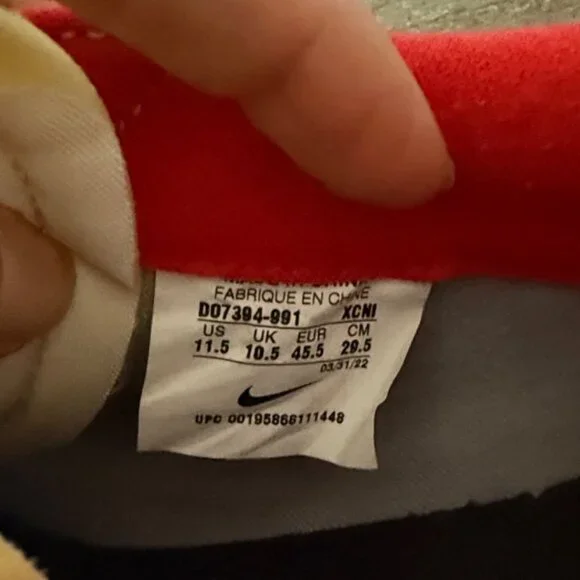 FABRIQUE EN CHINE
DO7394-991 XCNI
US UK EUR CM
11.5 10.5 45.5 29.5
03/31/22
UPC 00195866111448